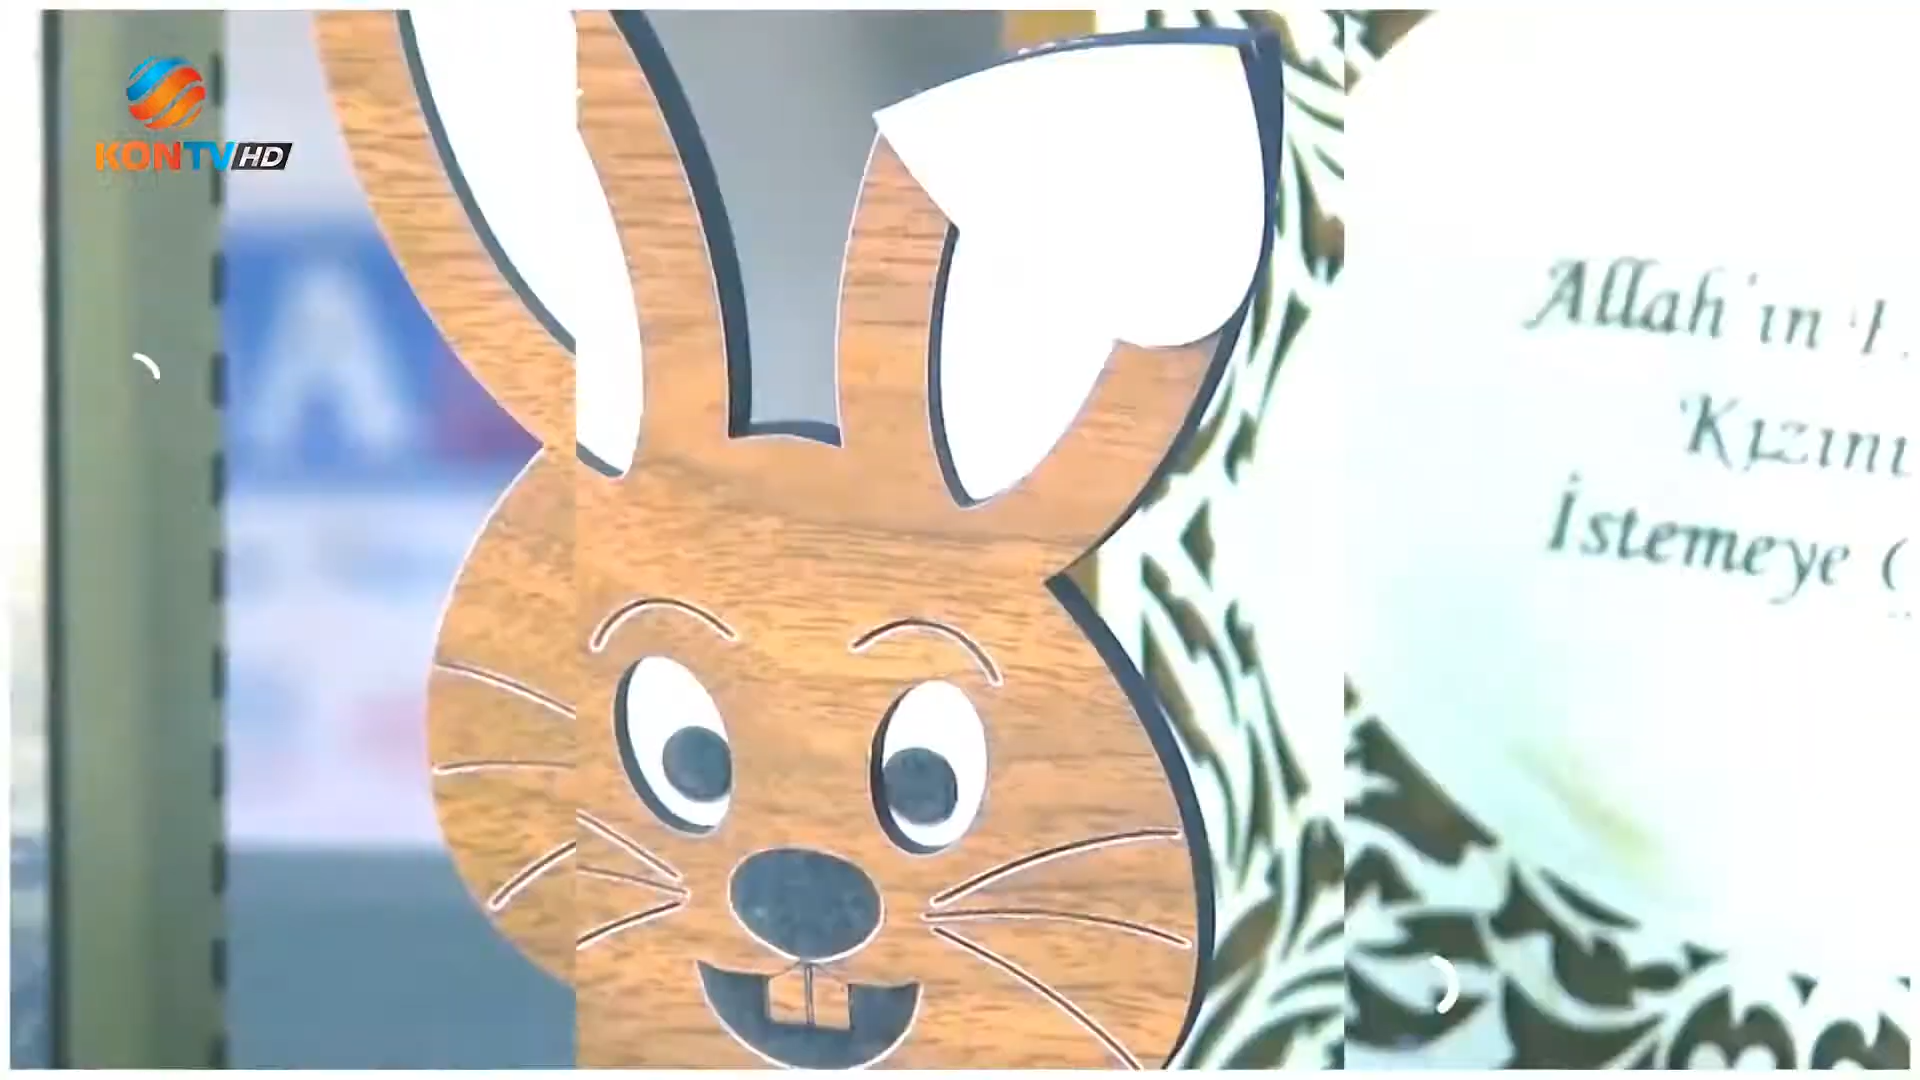 KONTV HD
A
Allah'ın
Kızını
İstemeye